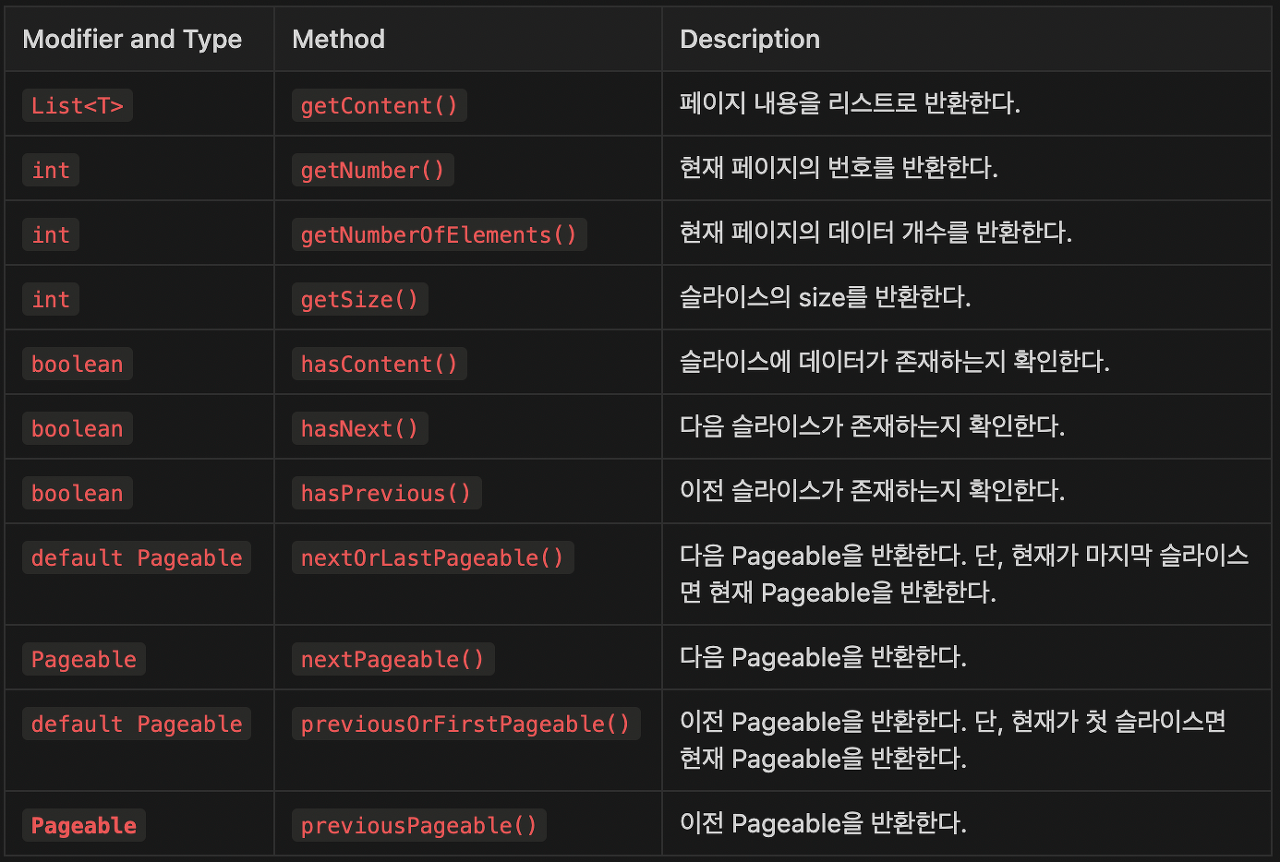 Modifier and Type Method Description
List<T> getContent() 페이지 내용을 리스트로 반환한다.
int getNumber() 현재 페이지의 번호를 반환한다.
int getNumberOfElements() 현재 페이지의 데이터 개수를 반환한다.
int getSize() 슬라이스의 size를 반환한다.
boolean hasContent() 슬라이스에 데이터가 존재하는지 확인한다.
boolean hasNext() 다음 슬라이스가 존재하는지 확인한다.
boolean hasPrevious() 이전 슬라이스가 존재하는지 확인한다.
default Pageable nextOrLastPageable() 다음 Pageable을 반환한다. 단, 현재가 마지막 슬라이스
면 현재 Pageable을 반환한다.
Pageable nextPageable() 다음 Pageable을 반환한다.
default Pageable previousOrFirstPageable() 이전 Pageable을 반환한다. 단, 현재가 첫 슬라이스면
현재 Pageable을 반환한다.
Pageable previousPageable() 이전 Pageable을 반환한다.